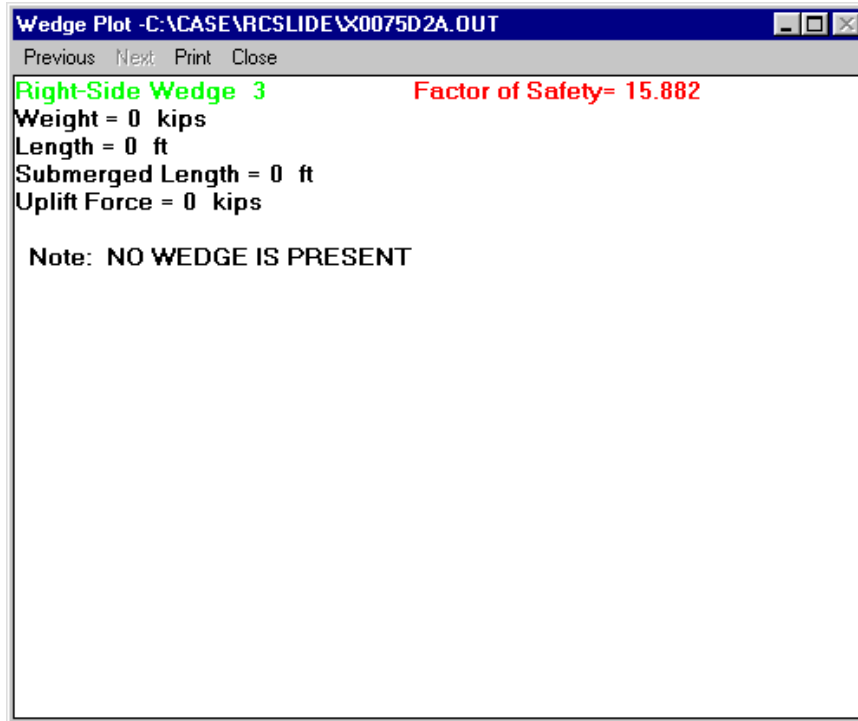 Wedge Plot -C:\CASE\RCSLIDE\X0075D2A.OUT
Previous Next Print Close
Right-Side Wedge 3 Factor of Safety= 15.882
Weight = 0 kips
Length = 0 ft
Submerged Length = 0 ft
Uplift Force = 0 kips
Note: NO WEDGE IS PRESENT